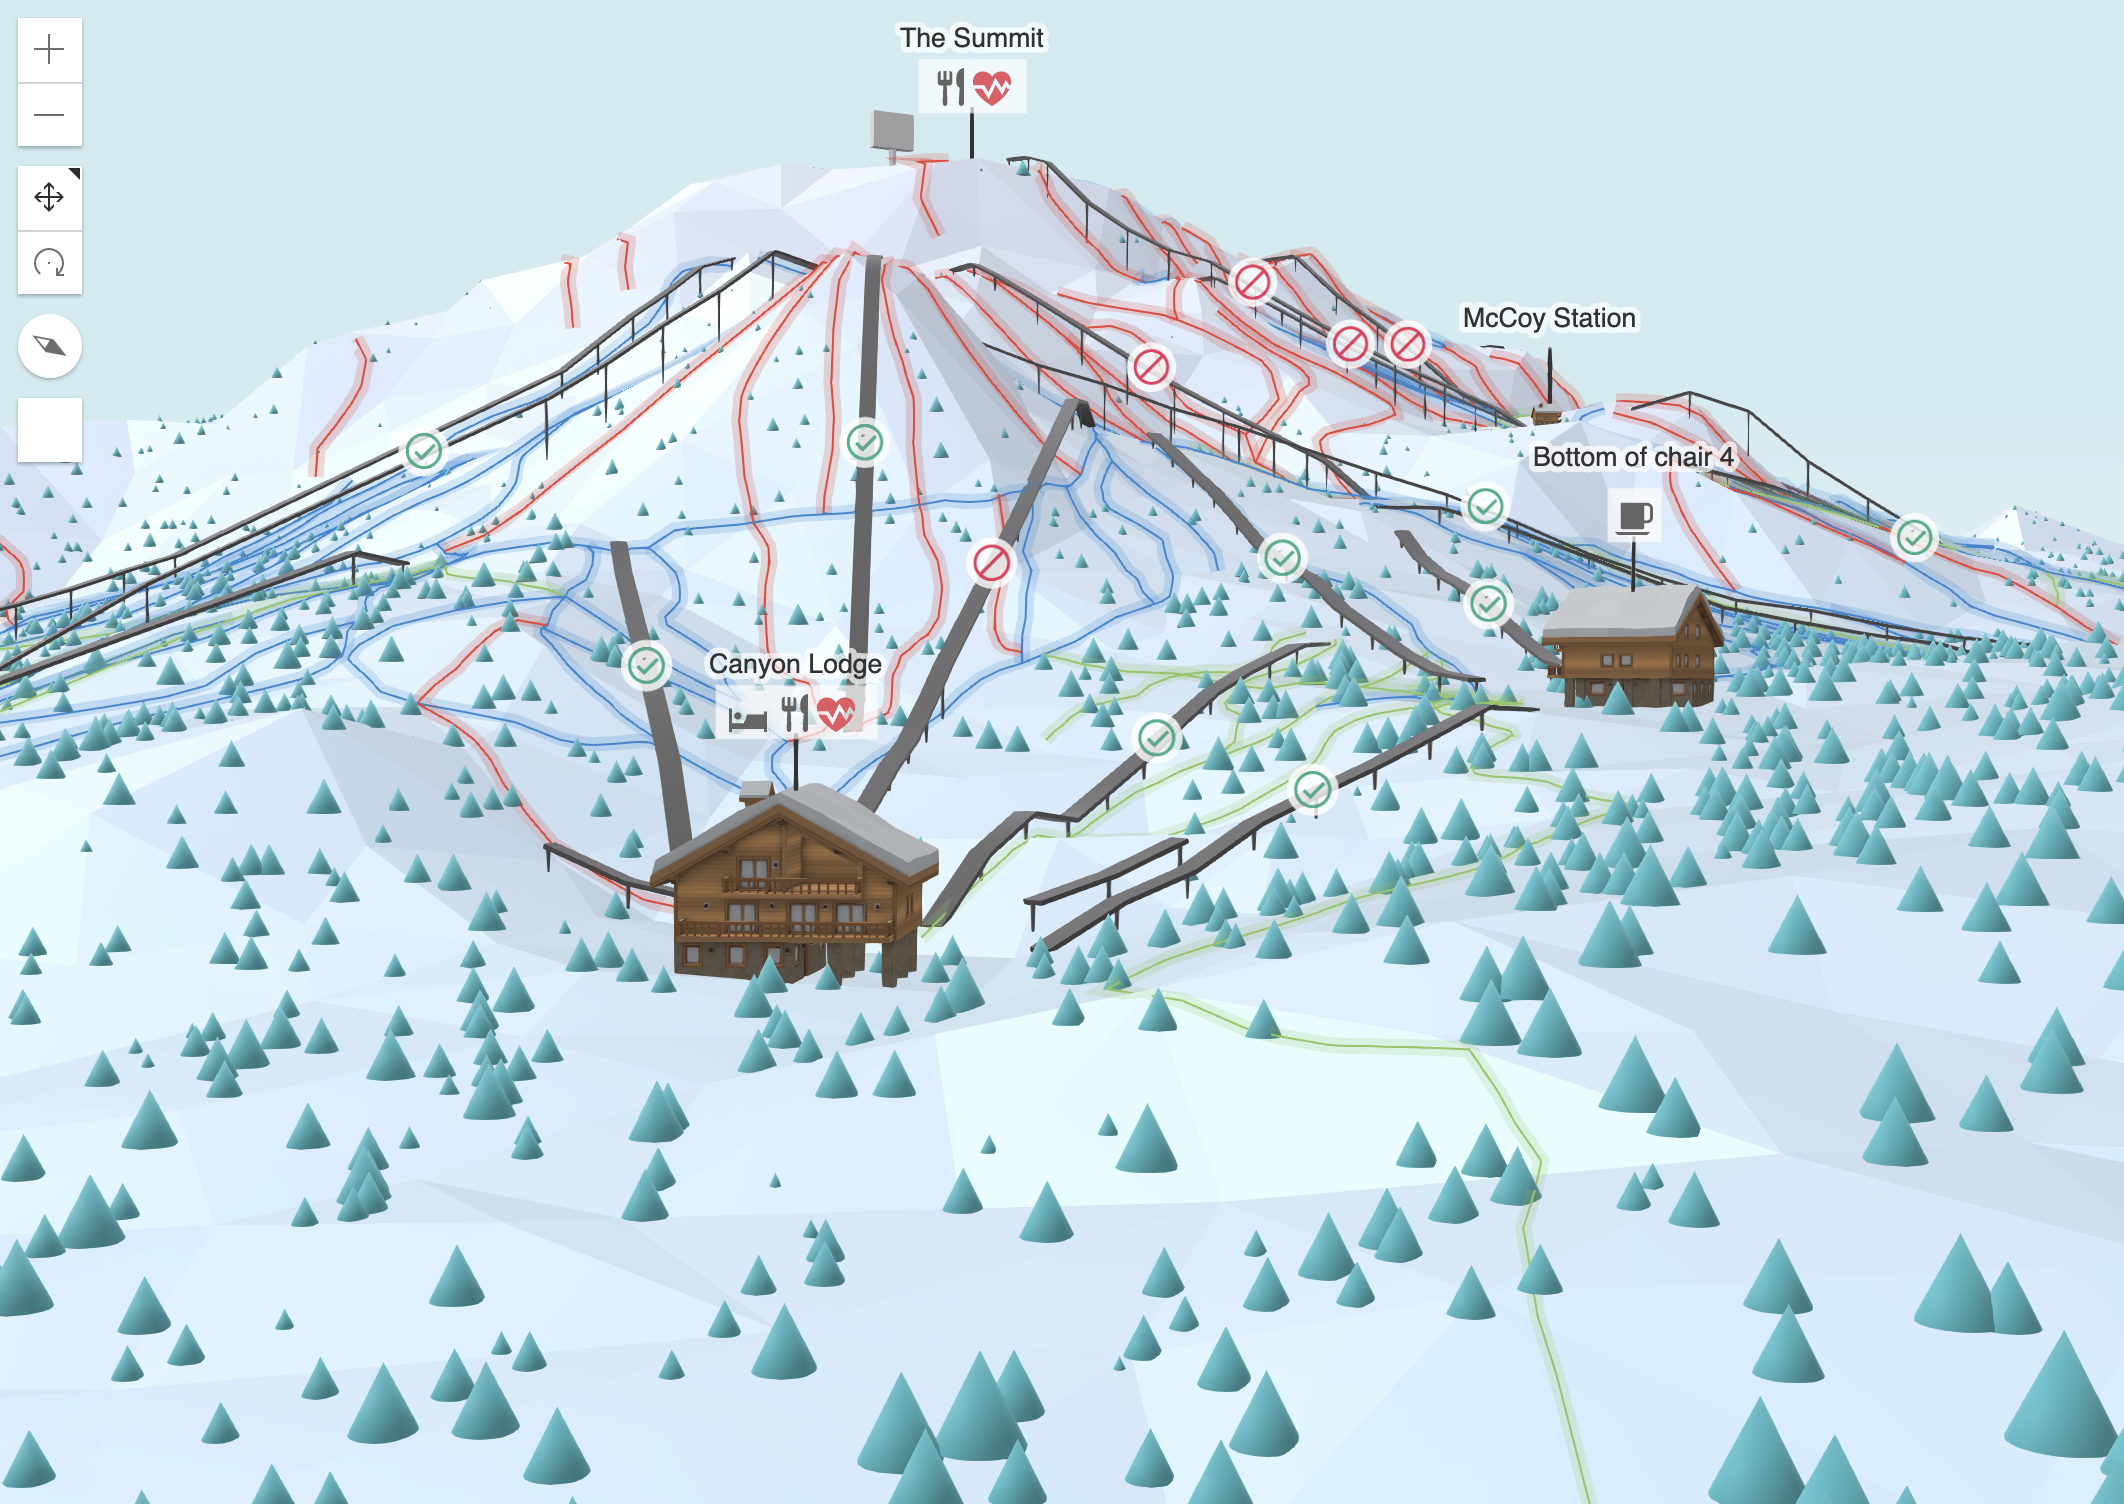 The Summit
McCoy Station
Bottom of chair 4
Canyon Lodge